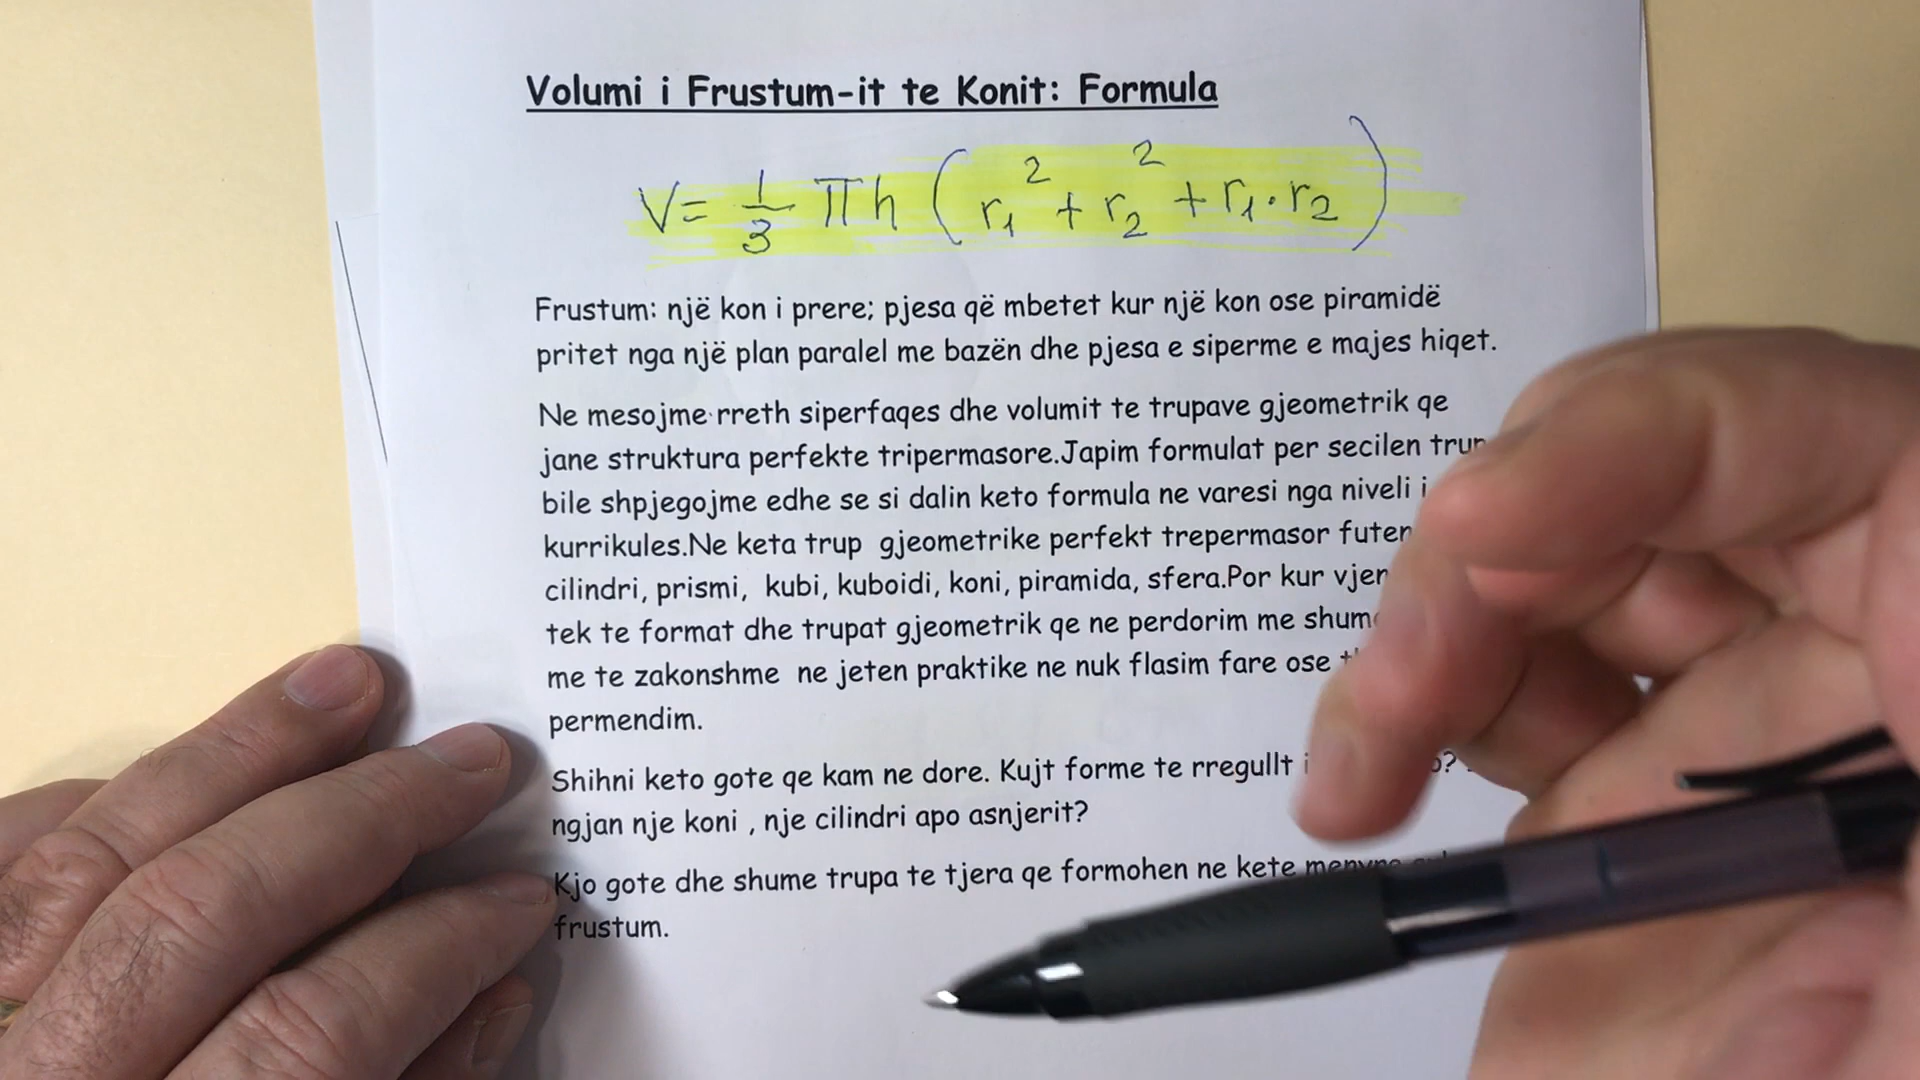 Volumi i Frustum-it te Konit: Formula
V= 1/3 πh (r₁² + r₂² + r₁·r₂)
Frustum: një kon i prere; pjesa që mbetet kur një kon ose piramidë
pritet nga një plan paralel me bazën dhe pjesa e siperme e majes hiqet.
Ne mesojme rreth siperfaqes dhe volumit te trupave gjeometrik qe
jane struktura perfekte tripermasore.Japim formulat per secilen
bile shpjegojme edhe se si dalin keto formula ne varesi nga niveli i
kurrikules.Ne keta trup gjeometrike perfekt trepermasor
cilindri, prismi, kubi, kuboidi, koni, piramida, sfera.Por kur
tek te format dhe trupat gjeometrik qe ne perdorim me
me te zakonshme ne jeten praktike ne nuk flasim fare ose
permendim.
Shihni keto gote qe kam ne dore. Kujt forme te rregullt
ngjan nje koni , nje cilindri apo asnjerit?
Kjo gote dhe shume trupa te tjera qe formohen ne kete
frustum.